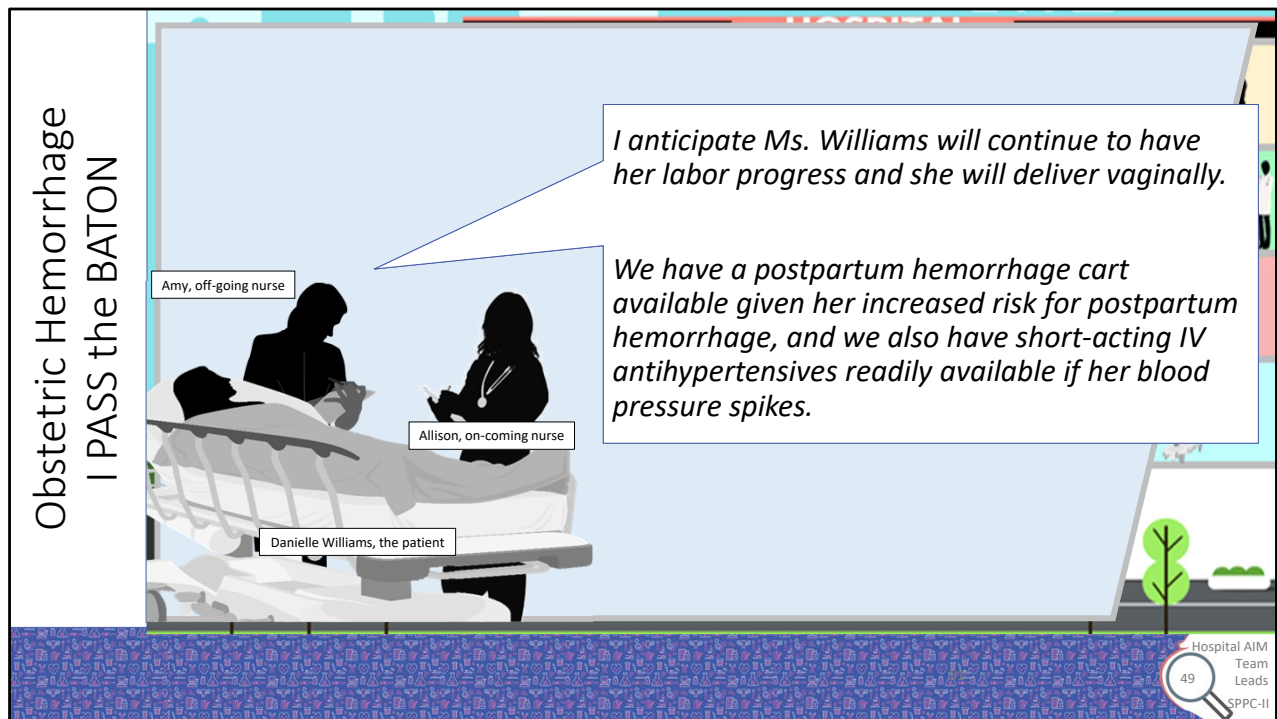 HOSPITAL
Obstetric Hemorrhage
I PASS the BATON
I anticipate Ms. Williams will continue to have
her labor progress and she will deliver vaginally.
We have a postpartum hemorrhage cart
available given her increased risk for postpartum
hemorrhage, and we also have short-acting IV
antihypertensives readily available if her blood
pressure spikes.
Amy, off-going nurse
Allison, on-coming nurse
Danielle Williams, the patient
Hospital AIM
Team
Leads
49
SPPC-II